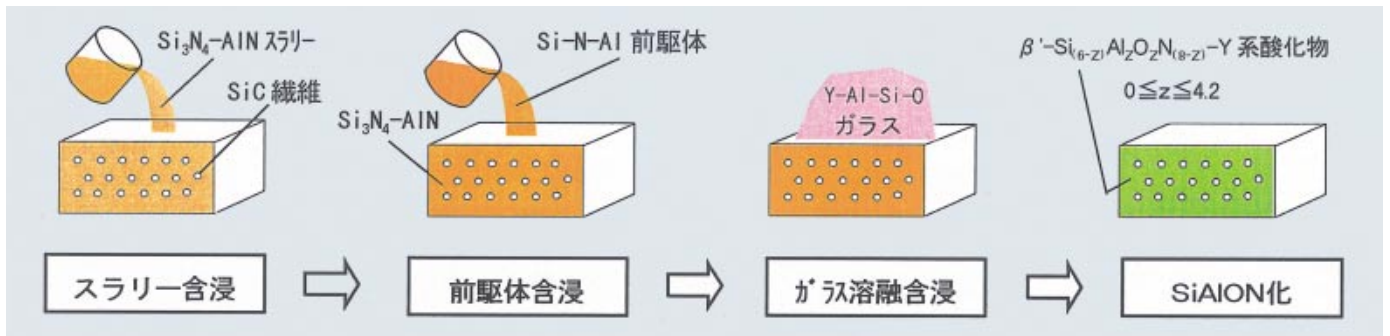 Si₃N₄-AlN スラリー
SiC 繊維
Si-N-Al 前駆体
Si₃N₄-AlN
Y-Al-Si-O
ガラス
β'-Si₍₆₋Z₎AlZOZN₍₈₋Z₎-Y 系酸化物
0≦z≦4.2
スラリー含浸
前駆体含浸
ガラス溶融含浸
SiAlON化